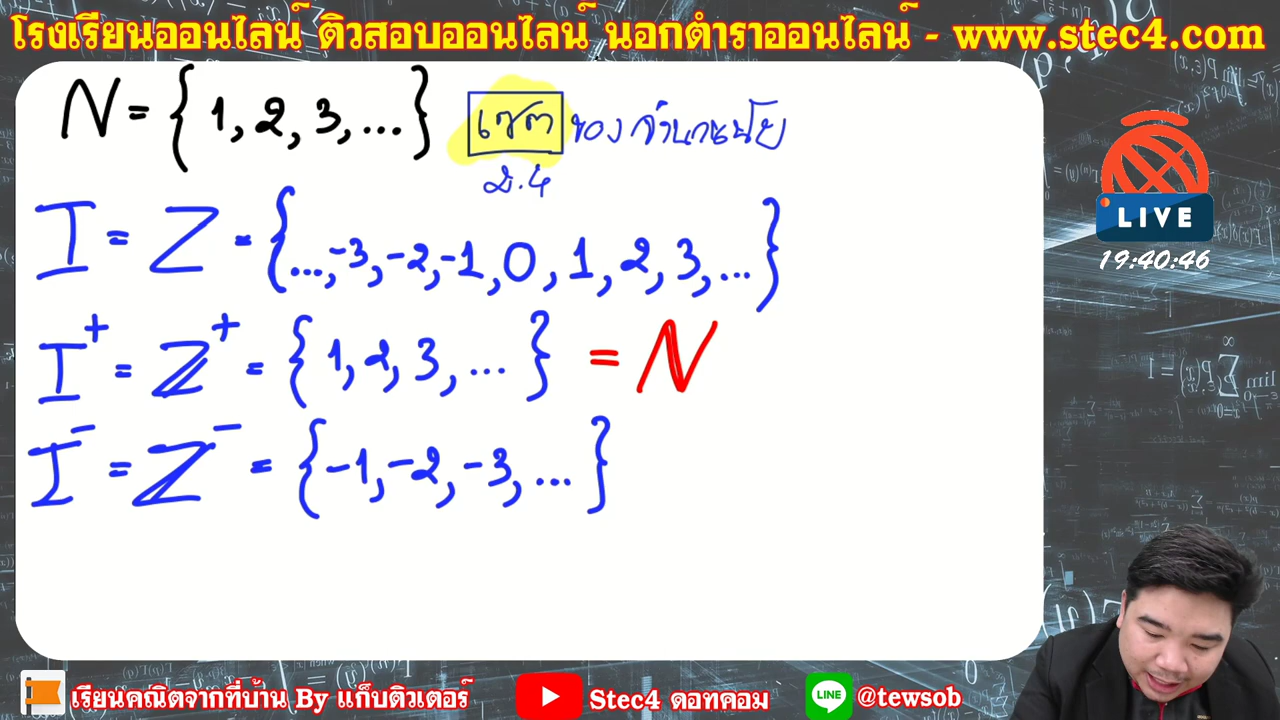 โรงเรียนออนไลน์ ติวสอบออนไลน์ นอกตำราออนไลน์ - www.stec4.com
N = { 1, 2, 3, ... } เซต ของ จำนวนนับ
ม.4
I = Z = { ..., -3, -2, -1, 0, 1, 2, 3, ... }
I⁺ = Z⁺ = { 1, 2, 3, ... } = N
I⁻ = Z⁻ = { -1, -2, -3, ... }
LIVE
19:40:46
เรียนคณิตจากที่บ้าน By แก็บติวเตอร์
Stec4 ดอทคอม
LINE
@tewsob